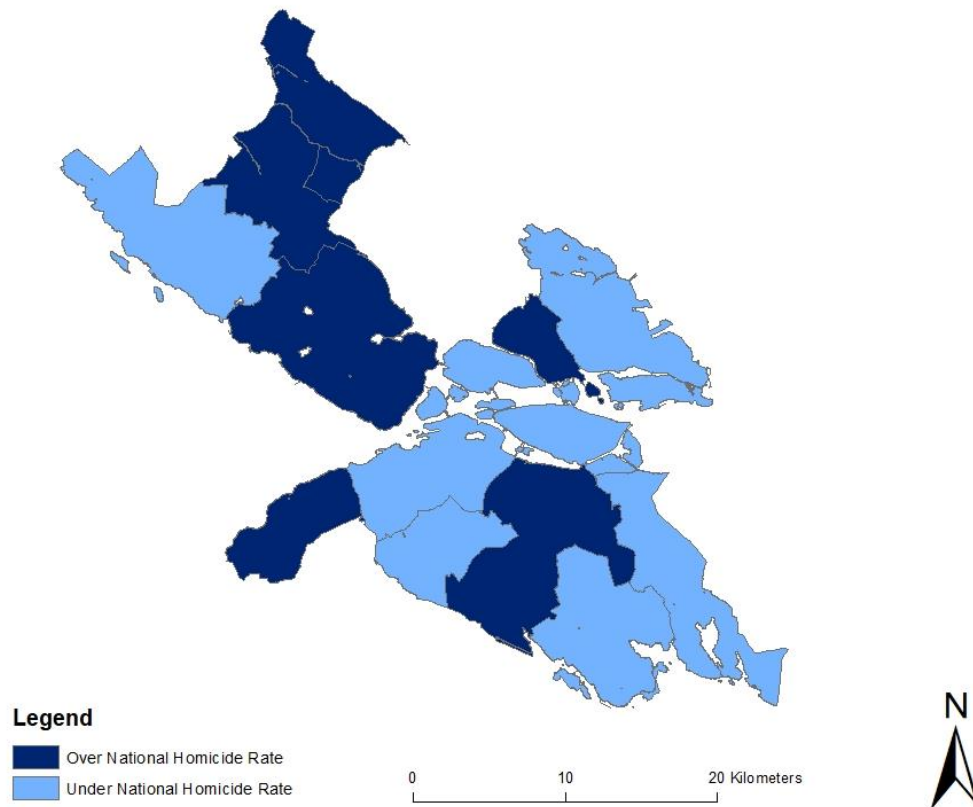 Legend
Over National Homicide Rate
Under National Homicide Rate
0 10 20 Kilometers
N